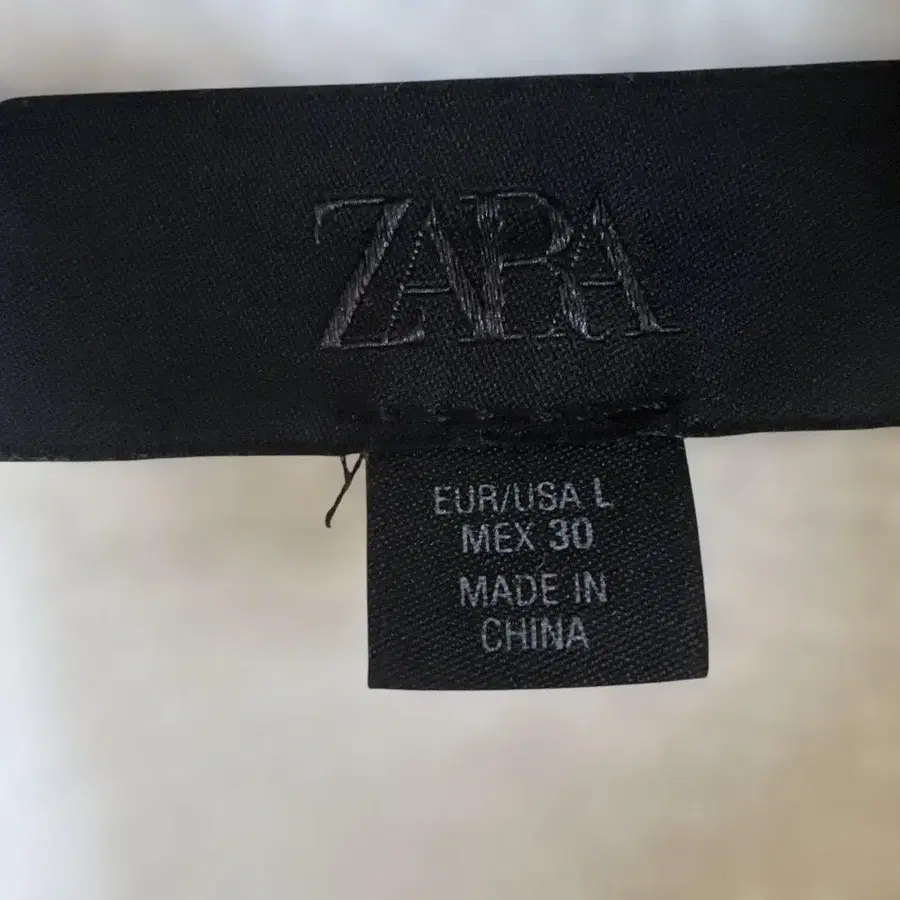 ZARA
EUR/USA L
MEX 30
MADE IN
CHINA